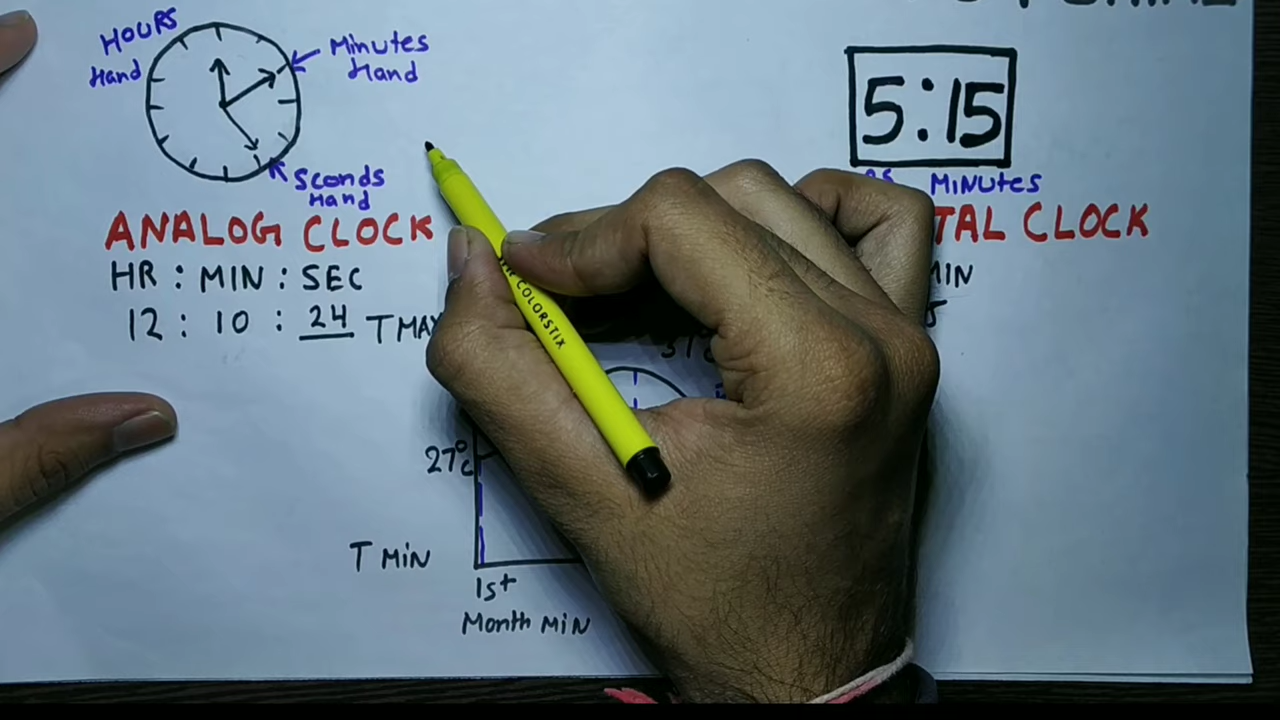 HOURS
Hand
Minutes
Hand
Sconds
Hand
ANALOG CLOCK
HR : MIN : SEC
12 : 10 : 24
5:15
MINUTES
TAL CLOCK
MIN
T MAX
27°c
T MiN
1st
Month MiN
COLORSTIX